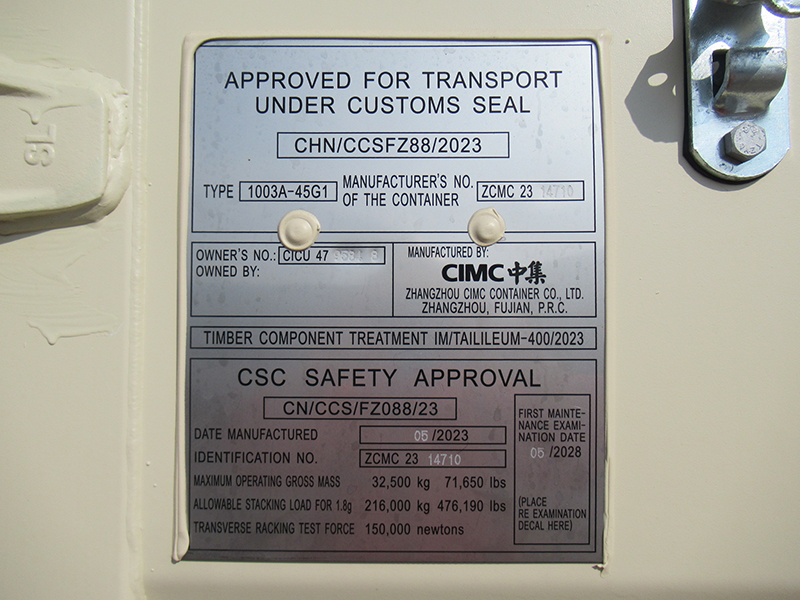 APPROVED FOR TRANSPORT
UNDER CUSTOMS SEAL
CHN/CCSFZ88/2023
TYPE 1003A-45G1 MANUFACTURER'S NO. OF THE CONTAINER ZCMC 23 14710
OWNER'S NO.: CICU 47
OWNED BY:
MANUFACTURED BY:
CIMC中集
ZHANGZHOU CIMC CONTAINER CO., LTD.
ZHANGZHOU, FUJIAN, P.R.C.
TIMBER COMPONENT TREATMENT IM/TAILILEUM-400/2023
CSC SAFETY APPROVAL
CN/CCS/FZ088/23
DATE MANUFACTURED 05/2023
IDENTIFICATION NO. ZCMC 23 14710
MAXIMUM OPERATING GROSS MASS 32,500 kg 71,650 lbs
ALLOWABLE STACKING LOAD FOR 1.8g 216,000 kg 476,190 lbs
TRANSVERSE RACKING TEST FORCE 150,000 newtons
FIRST MAINTE-
NANCE EXAMI-
NATION DATE
05 /2028
(PLACE
RE EXAMINATION
DECAL HERE)